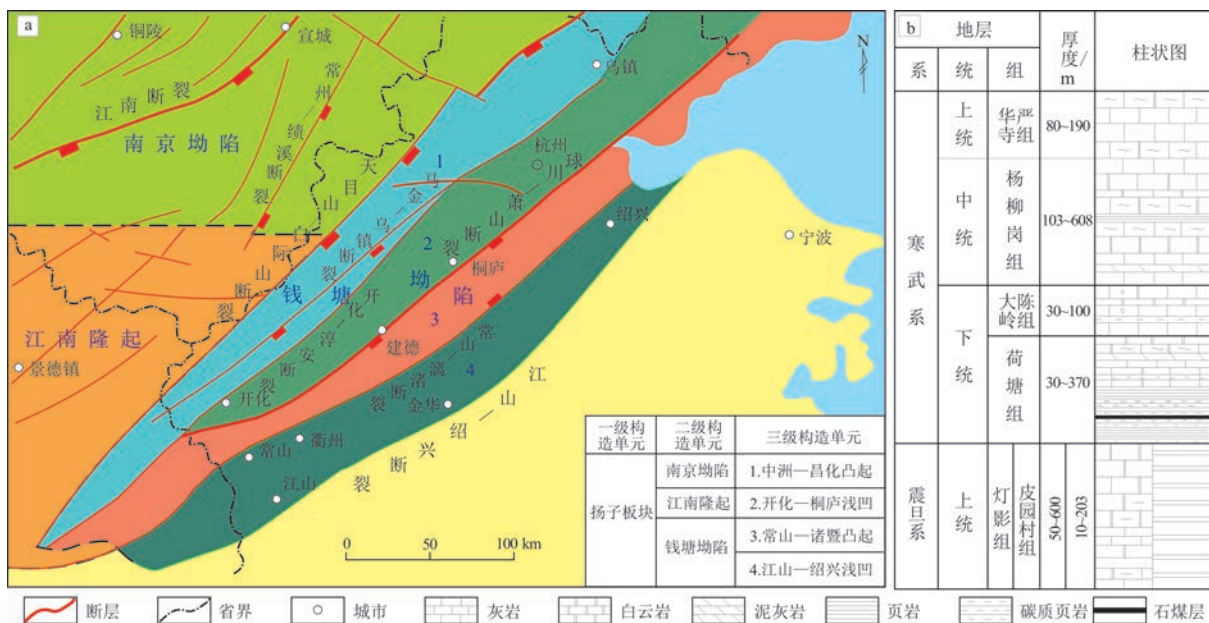 a
铜陵
宣城
乌镇
N
江南断裂
常州
绩溪断裂
南京坳陷
杭州
1
天目山
白际山断裂
马金
乌镇断裂
球川
萧山断裂
绍兴
宁波
2
桐庐
钱塘坳陷
开化
淳安断裂
3
江南隆起
景德镇
建德
常山
漓渚断裂
4
江山
绍兴断裂
开化
金华
衢州
常山
江山
0 50 100 km
一级构造单元 二级构造单元 三级构造单元
扬子板块
南京坳陷 1.中洲—昌化凸起
江南隆起 2.开化—桐庐浅凹
钱塘坳陷 3.常山—诸暨凸起
4.江山—绍兴浅凹
b
地层 厚度/m 柱状图
系 统 组
寒武系
上统 华严寺组 80~190
中统 杨柳岗组 103~608
下统 大陈岭组 30~100
荷塘组 30~370
震旦系 上统 灯影组 皮园村组 50~600 10~203
断层 省界 城市 灰岩 白云岩 泥灰岩 页岩 碳质页岩 石煤层